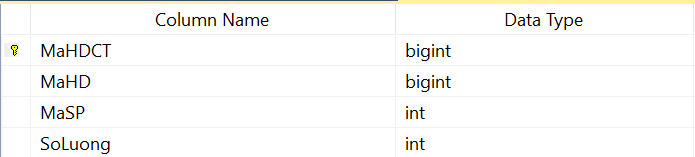 Column Name Data Type
MaHDCT bigint
MaHD bigint
MaSP int
SoLuong int